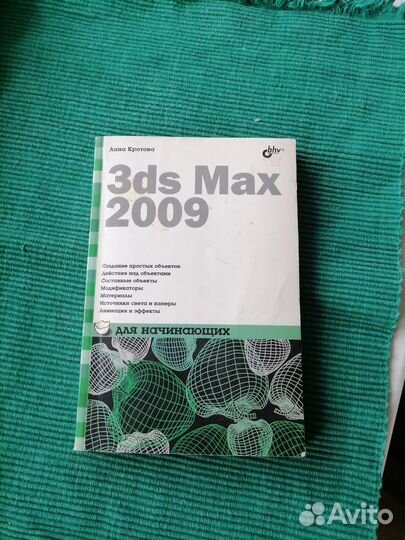 Анна Кротова
bhv®
3ds Max
2009
Создание простых объектов
Действия над объектами
Составные объекты
Модификаторы
Материалы
Источники света и камеры
Анимация и эффекты
для начинающих
Avito